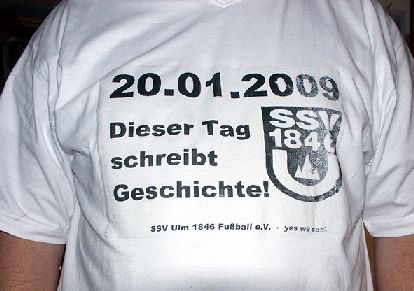 20.01.2009
Dieser Tag
schreibt
Geschichte!
SSV
1846
SSV Ulm 1846 Fußball e.V. - yes we can!